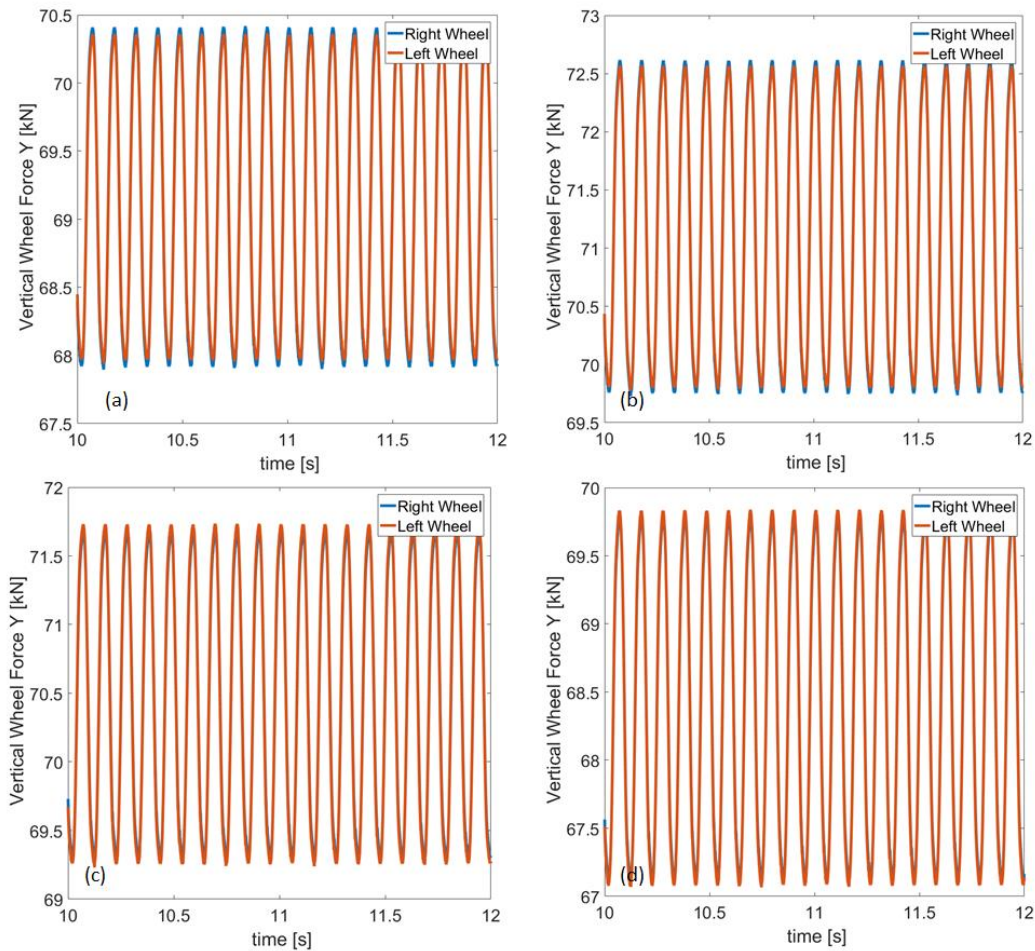 70.5
Right Wheel
Left Wheel
70
69.5
69
68.5
68
67.5
Vertical Wheel Force Y [kN]
(a)
10
10.5
11
11.5
12
time [s]
73
Right Wheel
Left Wheel
72.5
72
71.5
71
70.5
70
69.5
Vertical Wheel Force Y [kN]
(b)
10
10.5
11
11.5
12
time [s]
72
Right Wheel
Left Wheel
71.5
71
70.5
70
69.5
69
Vertical Wheel Force Y [kN]
(c)
10
10.5
11
11.5
12
time [s]
70
Right Wheel
Left Wheel
69.5
69
68.5
68
67.5
67
Vertical Wheel Force Y [kN]
(d)
10
10.5
11
11.5
12
time [s]